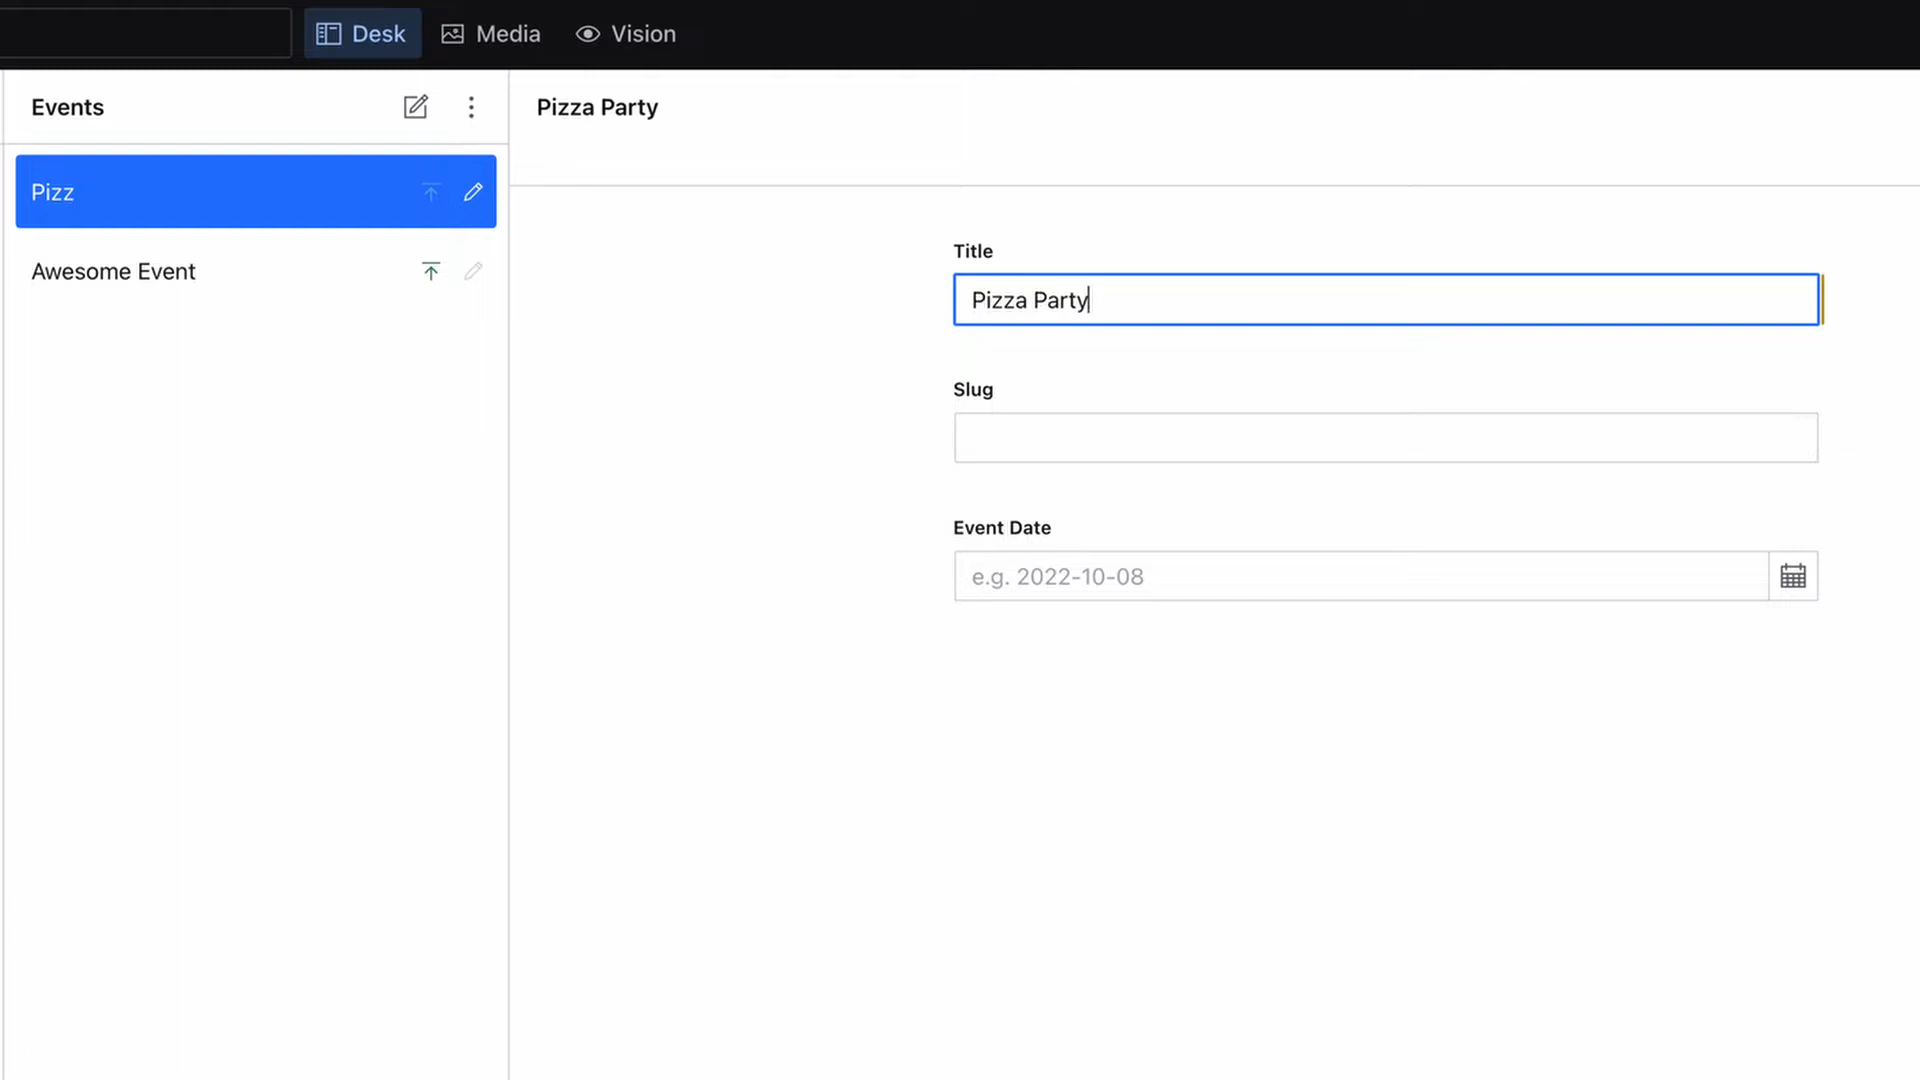 Desk
Media
Vision
Events
Pizza Party
Pizz
Awesome Event
Title
Pizza Party
Slug
Event Date
e.g. 2022-10-08